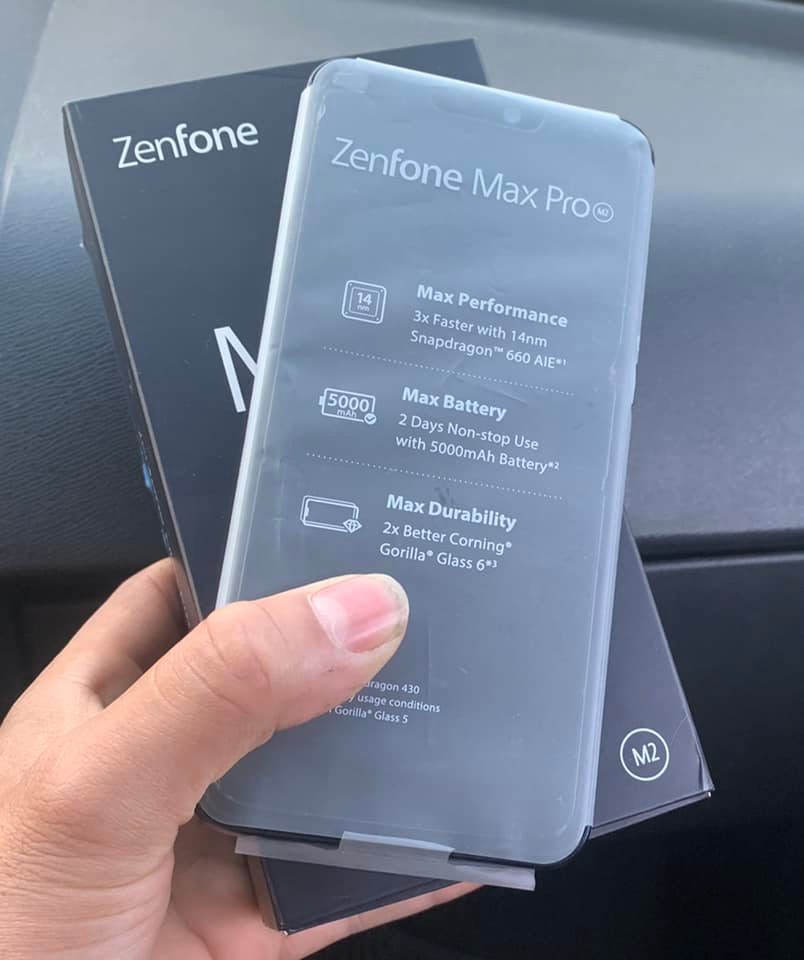 Zenfone
Zenfone Max Pro M2
14
nm
Max Performance
3x Faster with 14nm
Snapdragon™ 660 AIE※1
5000
mAh
Max Battery
2 Days Non-stop Use
with 5000mAh Battery※2
Max Durability
2x Better Corning®
Gorilla® Glass 6※3
430
usage conditions
Gorilla® Glass 5
M2